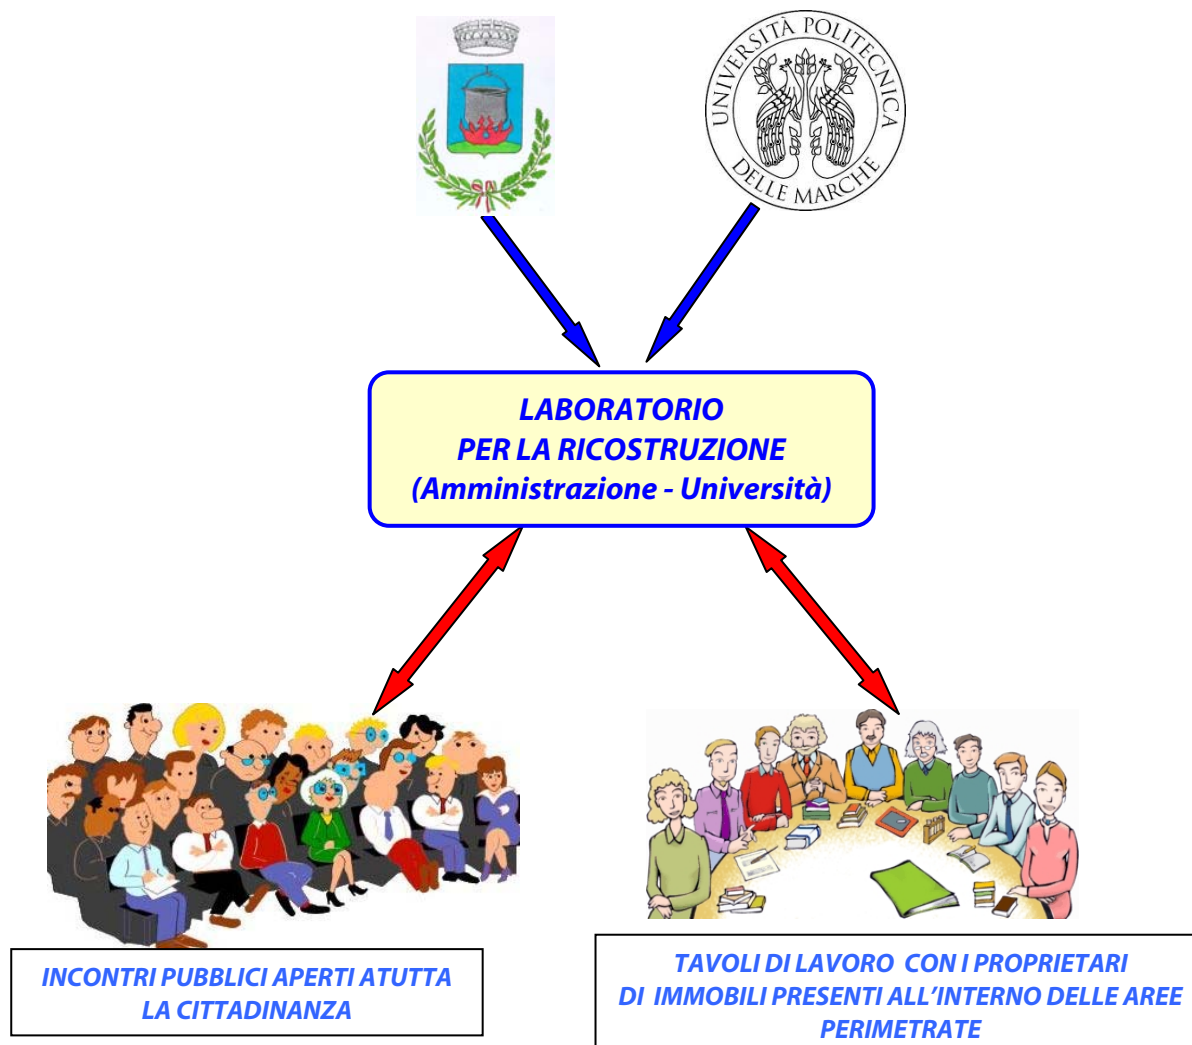 UNIVERSITÀ POLITECNICA
DELLE MARCHE
LABORATORIO
PER LA RICOSTRUZIONE
(Amministrazione - Università)
INCONTRI PUBBLICI APERTI ATUTTA
LA CITTADINANZA
TAVOLI DI LAVORO CON I PROPRIETARI
DI IMMOBILI PRESENTI ALL’INTERNO DELLE AREE
PERIMETRATE